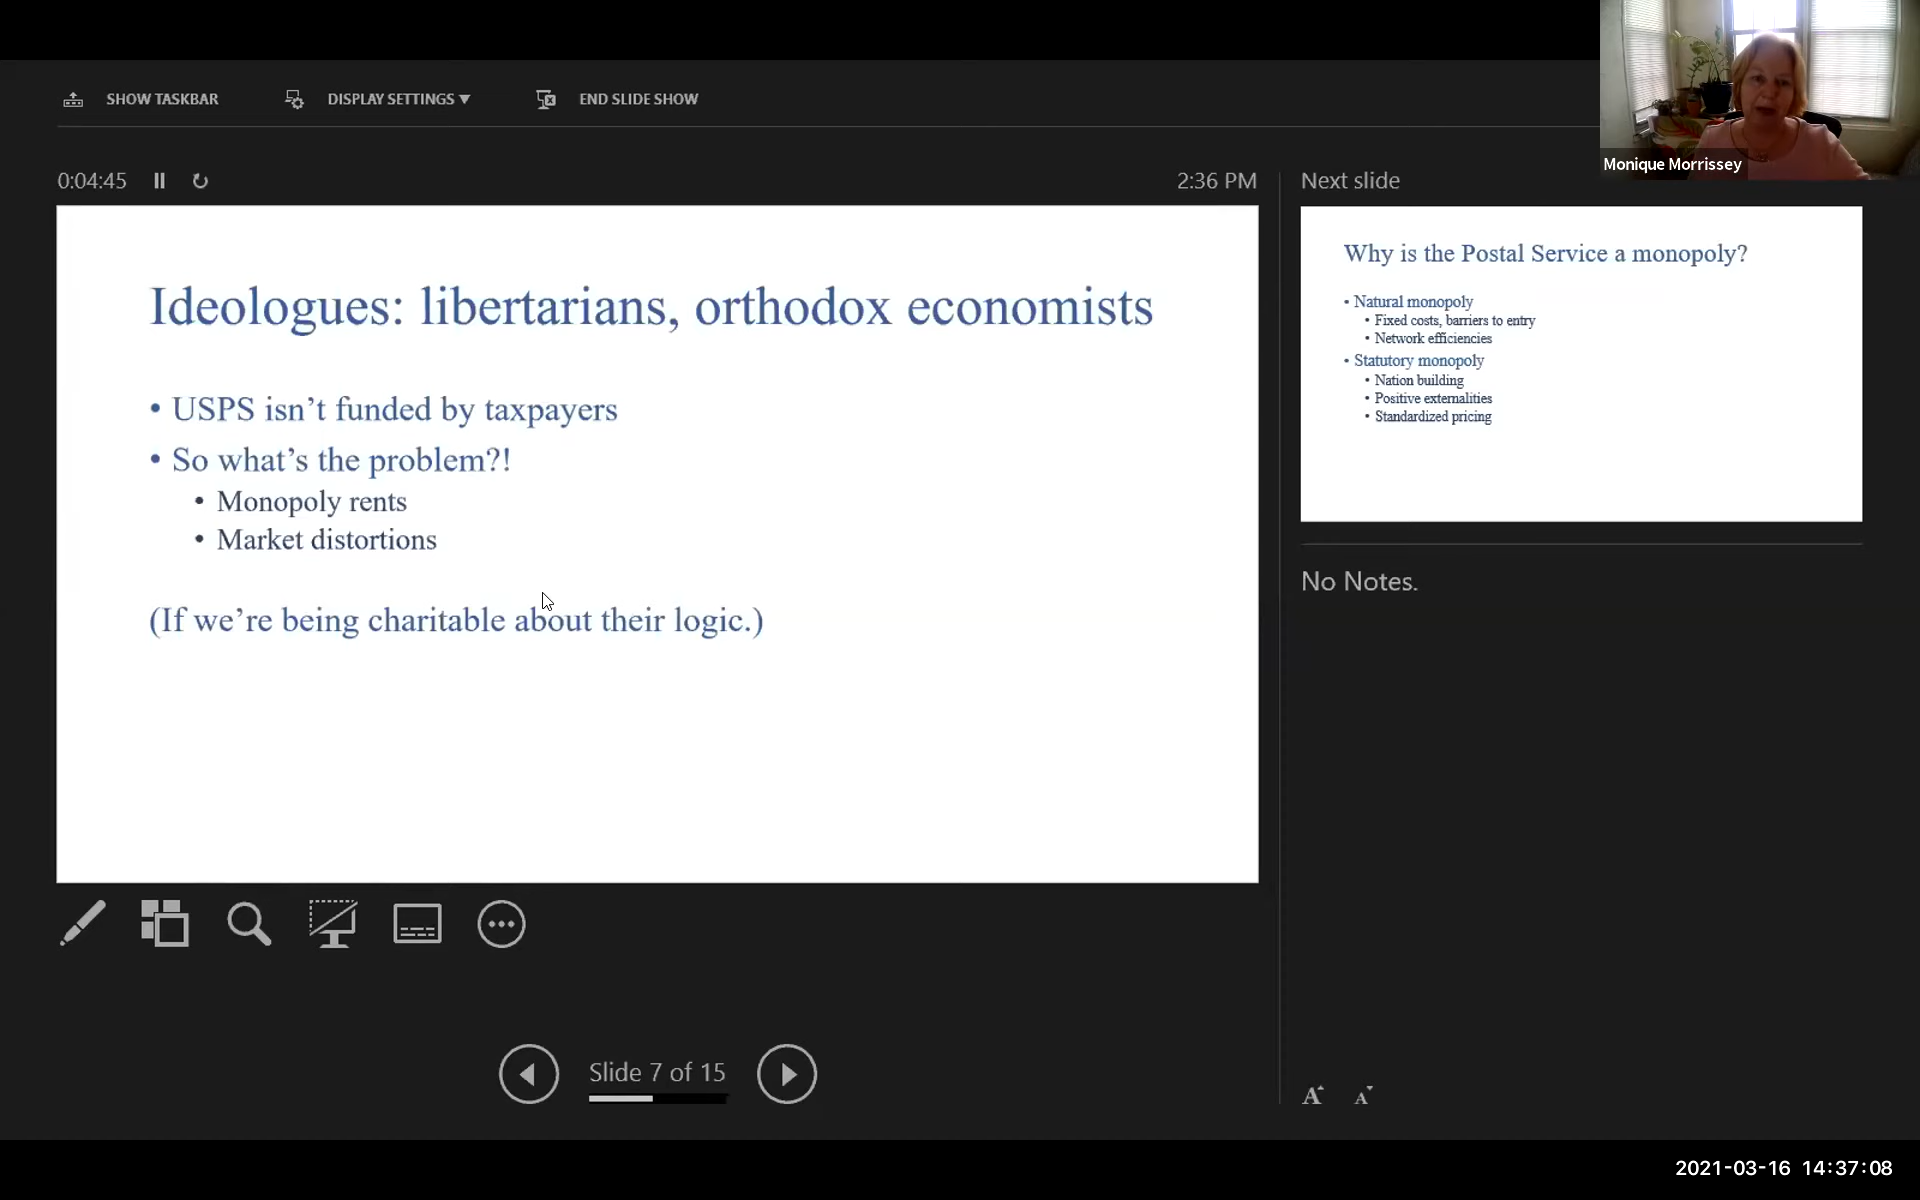 SHOW TASKBAR
DISPLAY SETTINGS ▼
END SLIDE SHOW
Monique Morrissey
0:04:45
2:36 PM
Next slide
Ideologues: libertarians, orthodox economists
• USPS isn’t funded by taxpayers
• So what’s the problem?!
• Monopoly rents
• Market distortions
(If we’re being charitable about their logic.)
Why is the Postal Service a monopoly?
• Natural monopoly
• Fixed costs, barriers to entry
• Network efficiencies
• Statutory monopoly
• Nation building
• Positive externalities
• Standardized pricing
No Notes.
Slide 7 of 15
A A
2021-03-16 14:37:08